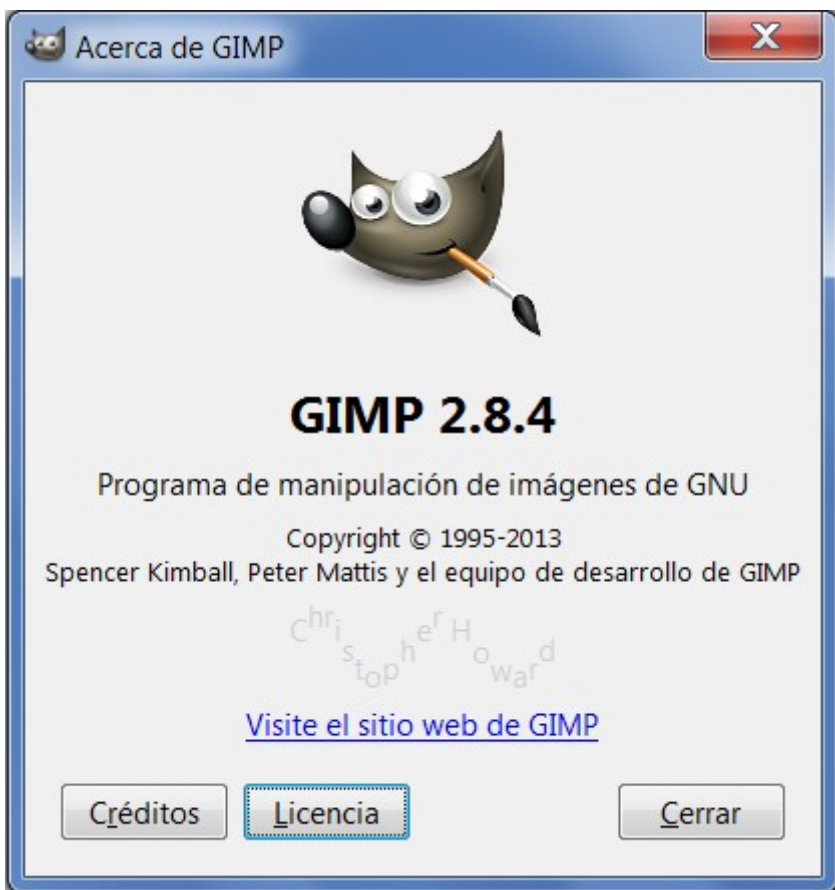 Acerca de GIMP
GIMP 2.8.4
Programa de manipulación de imágenes de GNU
Copyright © 1995-2013
Spencer Kimball, Peter Mattis y el equipo de desarrollo de GIMP
Christopher Howard
Visite el sitio web de GIMP
Créditos Licencia Cerrar